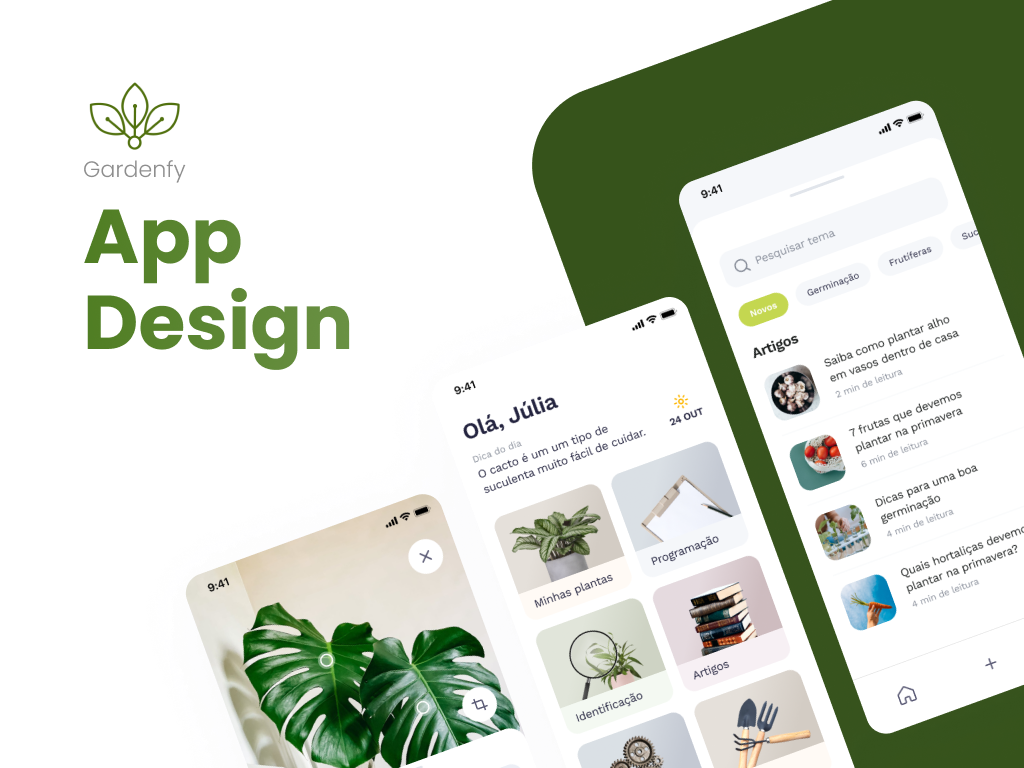 Gardenfy
App
Design
9:41
9:41
Olá, Júlia
Dica do dia
O cacto é um um tipo de
suculenta muito fácil de cuidar.
24 OUT
Minhas plantas
Programação
Identificação
Artigos
9:41
Pesquisar tema
Novos
Germinação
Frutíferas
Artigos
Saiba como plantar alho
em vasos dentro de casa
2 min de leitura
7 frutas que devemos
plantar na primavera
6 min de leitura
Dicas para uma boa
germinação
4 min de leitura
Quais hortaliças devemo
plantar na primavera?
4 min de leitura